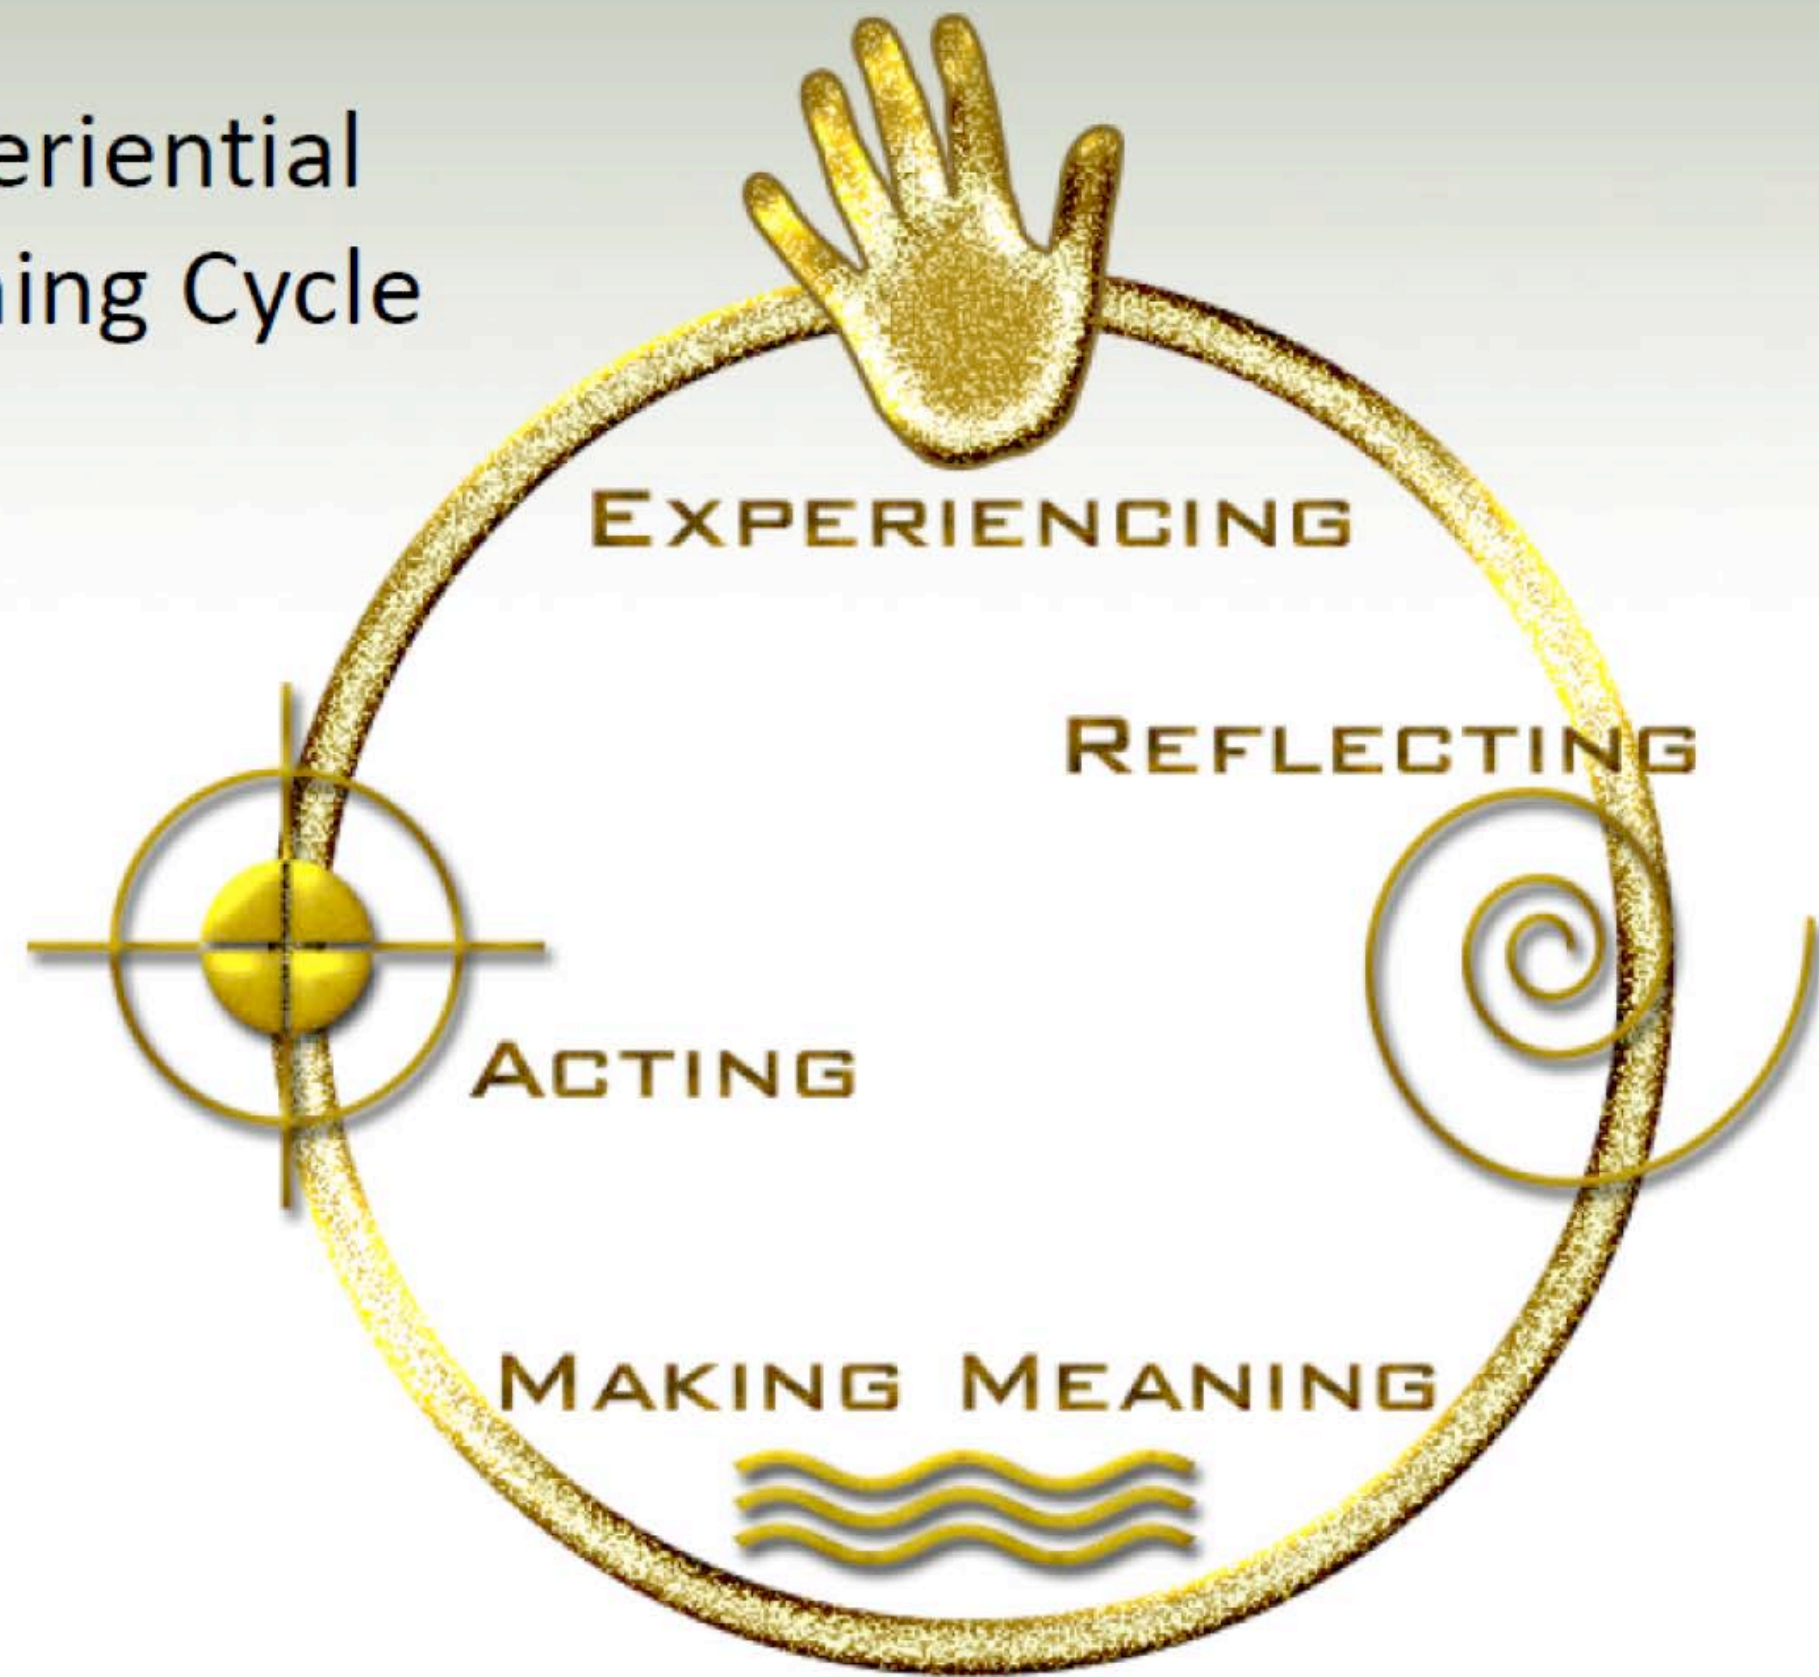 eriential
ning Cycle
EXPERIENCING
REFLECTING
ACTING
MAKING MEANING